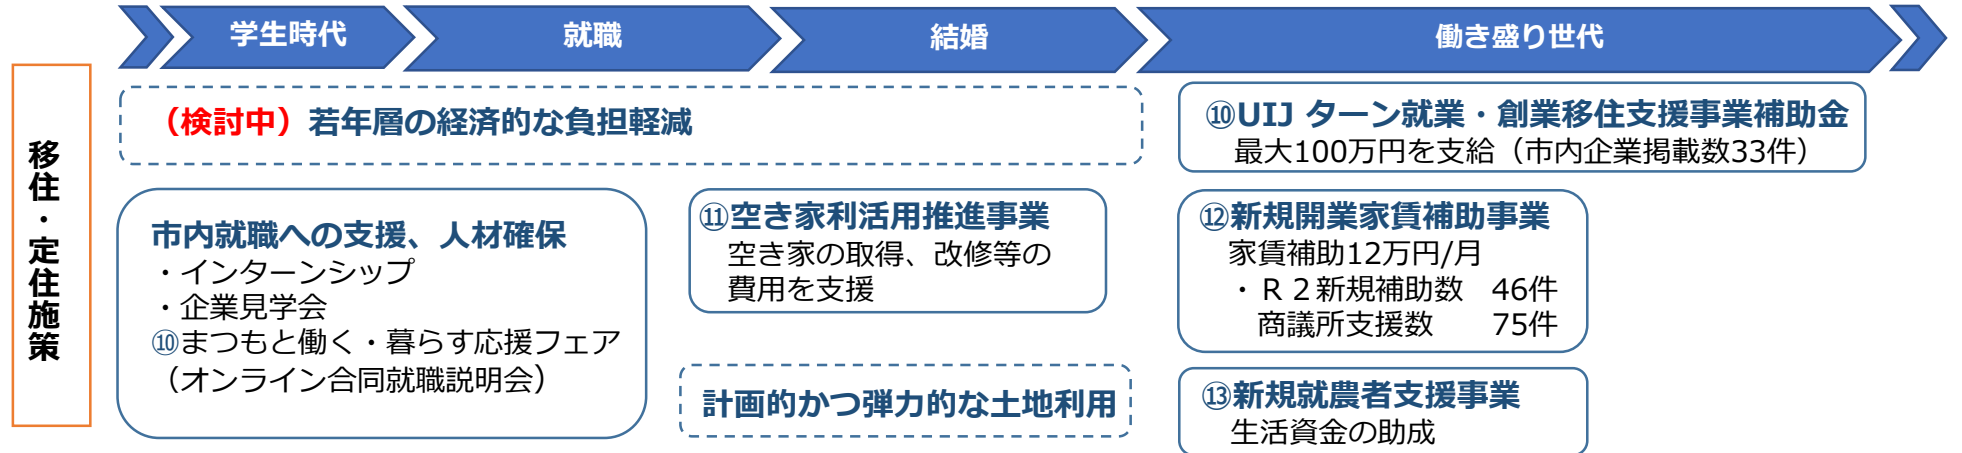 学生時代
就職
結婚
働き盛り世代
移住・定住施策
（検討中）若年層の経済的な負担軽減
⑩UIJ ターン就業・創業移住支援事業補助金
最大100万円を支給（市内企業掲載数33件）
市内就職への支援、人材確保
・インターンシップ
・企業見学会
⑩まつもと働く・暮らす応援フェア
（オンライン合同就職説明会）
⑪空き家利活用推進事業
空き家の取得、改修等の
費用を支援
計画的かつ弾力的な土地利用
⑫新規開業家賃補助事業
家賃補助12万円/月
・Ｒ２新規補助数　46件
商議所支援数　　75件
⑬新規就農者支援事業
生活資金の助成